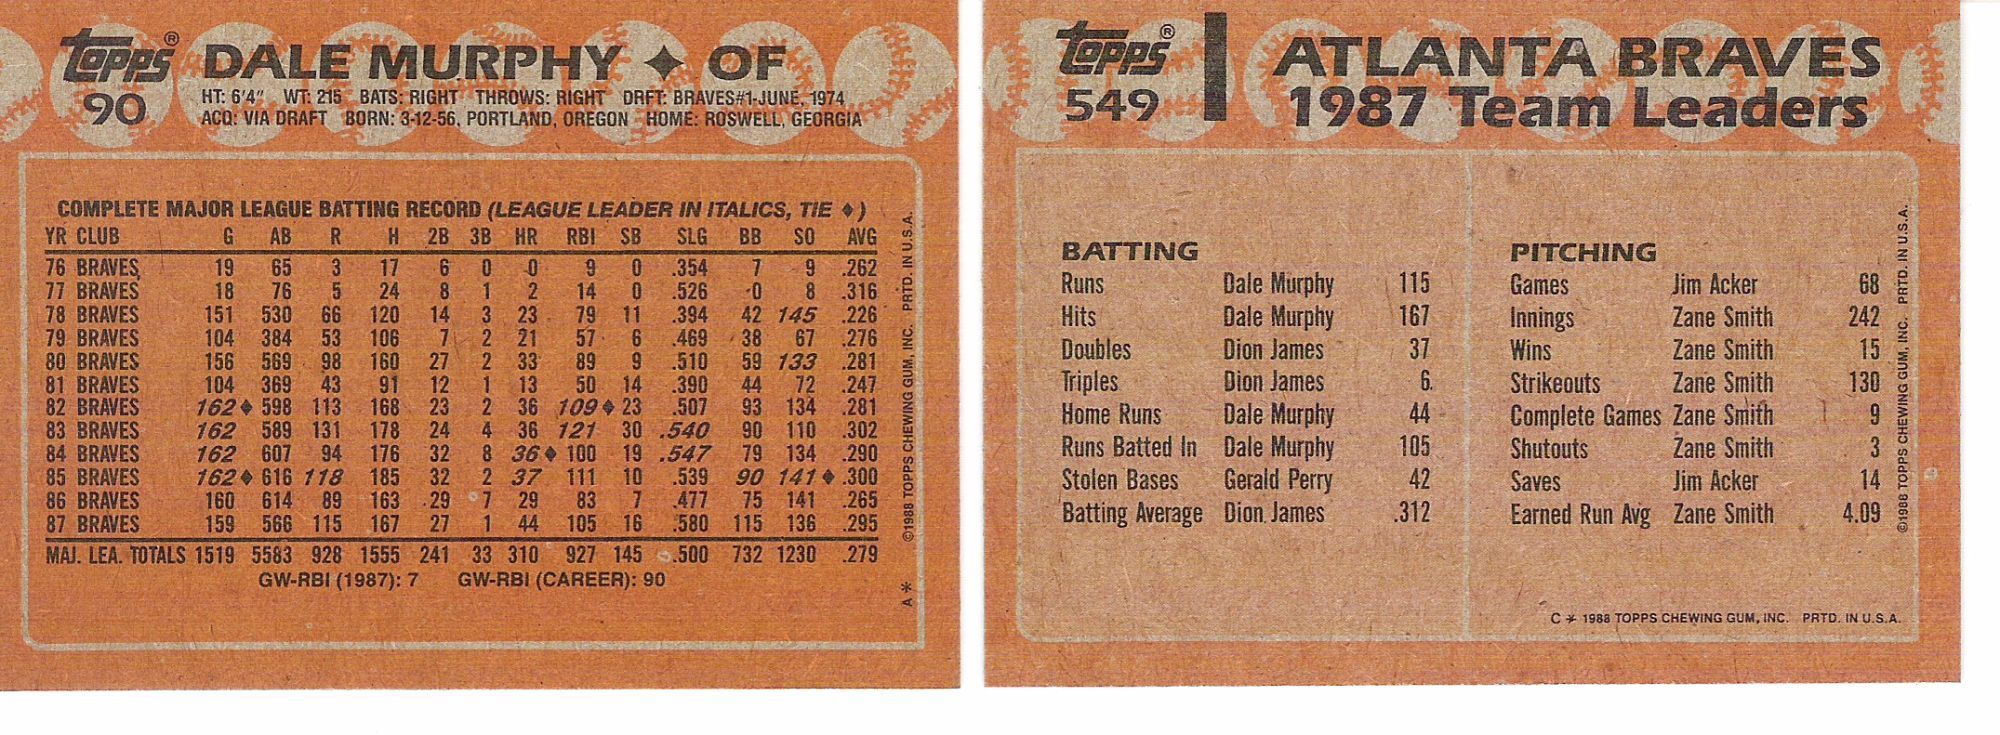 topps®
90
DALE MURPHY ♦ OF
HT: 6'4" WT: 215 BATS: RIGHT THROWS: RIGHT DRFT: BRAVES#1-JUNE, 1974
ACQ: VIA DRAFT BORN: 3-12-56, PORTLAND, OREGON HOME: ROSWELL, GEORGIA
COMPLETE MAJOR LEAGUE BATTING RECORD (LEAGUE LEADER IN ITALICS, TIE ♦)
YR CLUB G AB R H 2B 3B HR RBI SB SLG BB SO AVG
76 BRAVES 19 65 3 17 6 0 0 9 0 .354 7 9 .262
77 BRAVES 18 76 5 24 8 1 2 14 0 .526 0 8 .316
78 BRAVES 151 530 66 120 14 3 23 79 11 .394 42 145 .226
79 BRAVES 104 384 53 106 7 2 21 57 6 .469 38 67 .276
80 BRAVES 156 569 98 160 27 2 33 89 9 .510 59 133 .281
81 BRAVES 104 369 43 91 12 1 13 50 14 .390 44 72 .247
82 BRAVES 162♦ 598 113 168 23 2 36 109♦ 23 .507 93 134 .281
83 BRAVES 162 589 131 178 24 4 36 121 30 .540 90 110 .302
84 BRAVES 162 607 94 176 32 8 36♦ 100 19 .547 79 134 .290
85 BRAVES 162♦ 616 118 185 32 2 37 111 10 .539 90 141♦ .300
86 BRAVES 160 614 89 163 29 7 29 83 7 .477 75 141 .265
87 BRAVES 159 566 115 167 27 1 44 105 16 .580 115 136 .295
MAJ. LEA. TOTALS 1519 5583 928 1555 241 33 310 927 145 .500 732 1230 .279
GW-RBI (1987): 7 GW-RBI (CAREER): 90
A * ©1988 TOPPS CHEWING GUM, INC. PRTD. IN U.S.A.
topps®
549
ATLANTA BRAVES
1987 Team Leaders
BATTING
Runs Dale Murphy 115
Hits Dale Murphy 167
Doubles Dion James 37
Triples Dion James 6
Home Runs Dale Murphy 44
Runs Batted In Dale Murphy 105
Stolen Bases Gerald Perry 42
Batting Average Dion James .312
PITCHING
Games Jim Acker 68
Innings Zane Smith 242
Wins Zane Smith 15
Strikeouts Zane Smith 130
Complete Games Zane Smith 9
Shutouts Zane Smith 3
Saves Jim Acker 14
Earned Run Avg Zane Smith 4.09
©1988 TOPPS CHEWING GUM, INC. PRTD. IN U.S.A.
C * 1988 TOPPS CHEWING GUM, INC. PRTD. IN U.S.A.